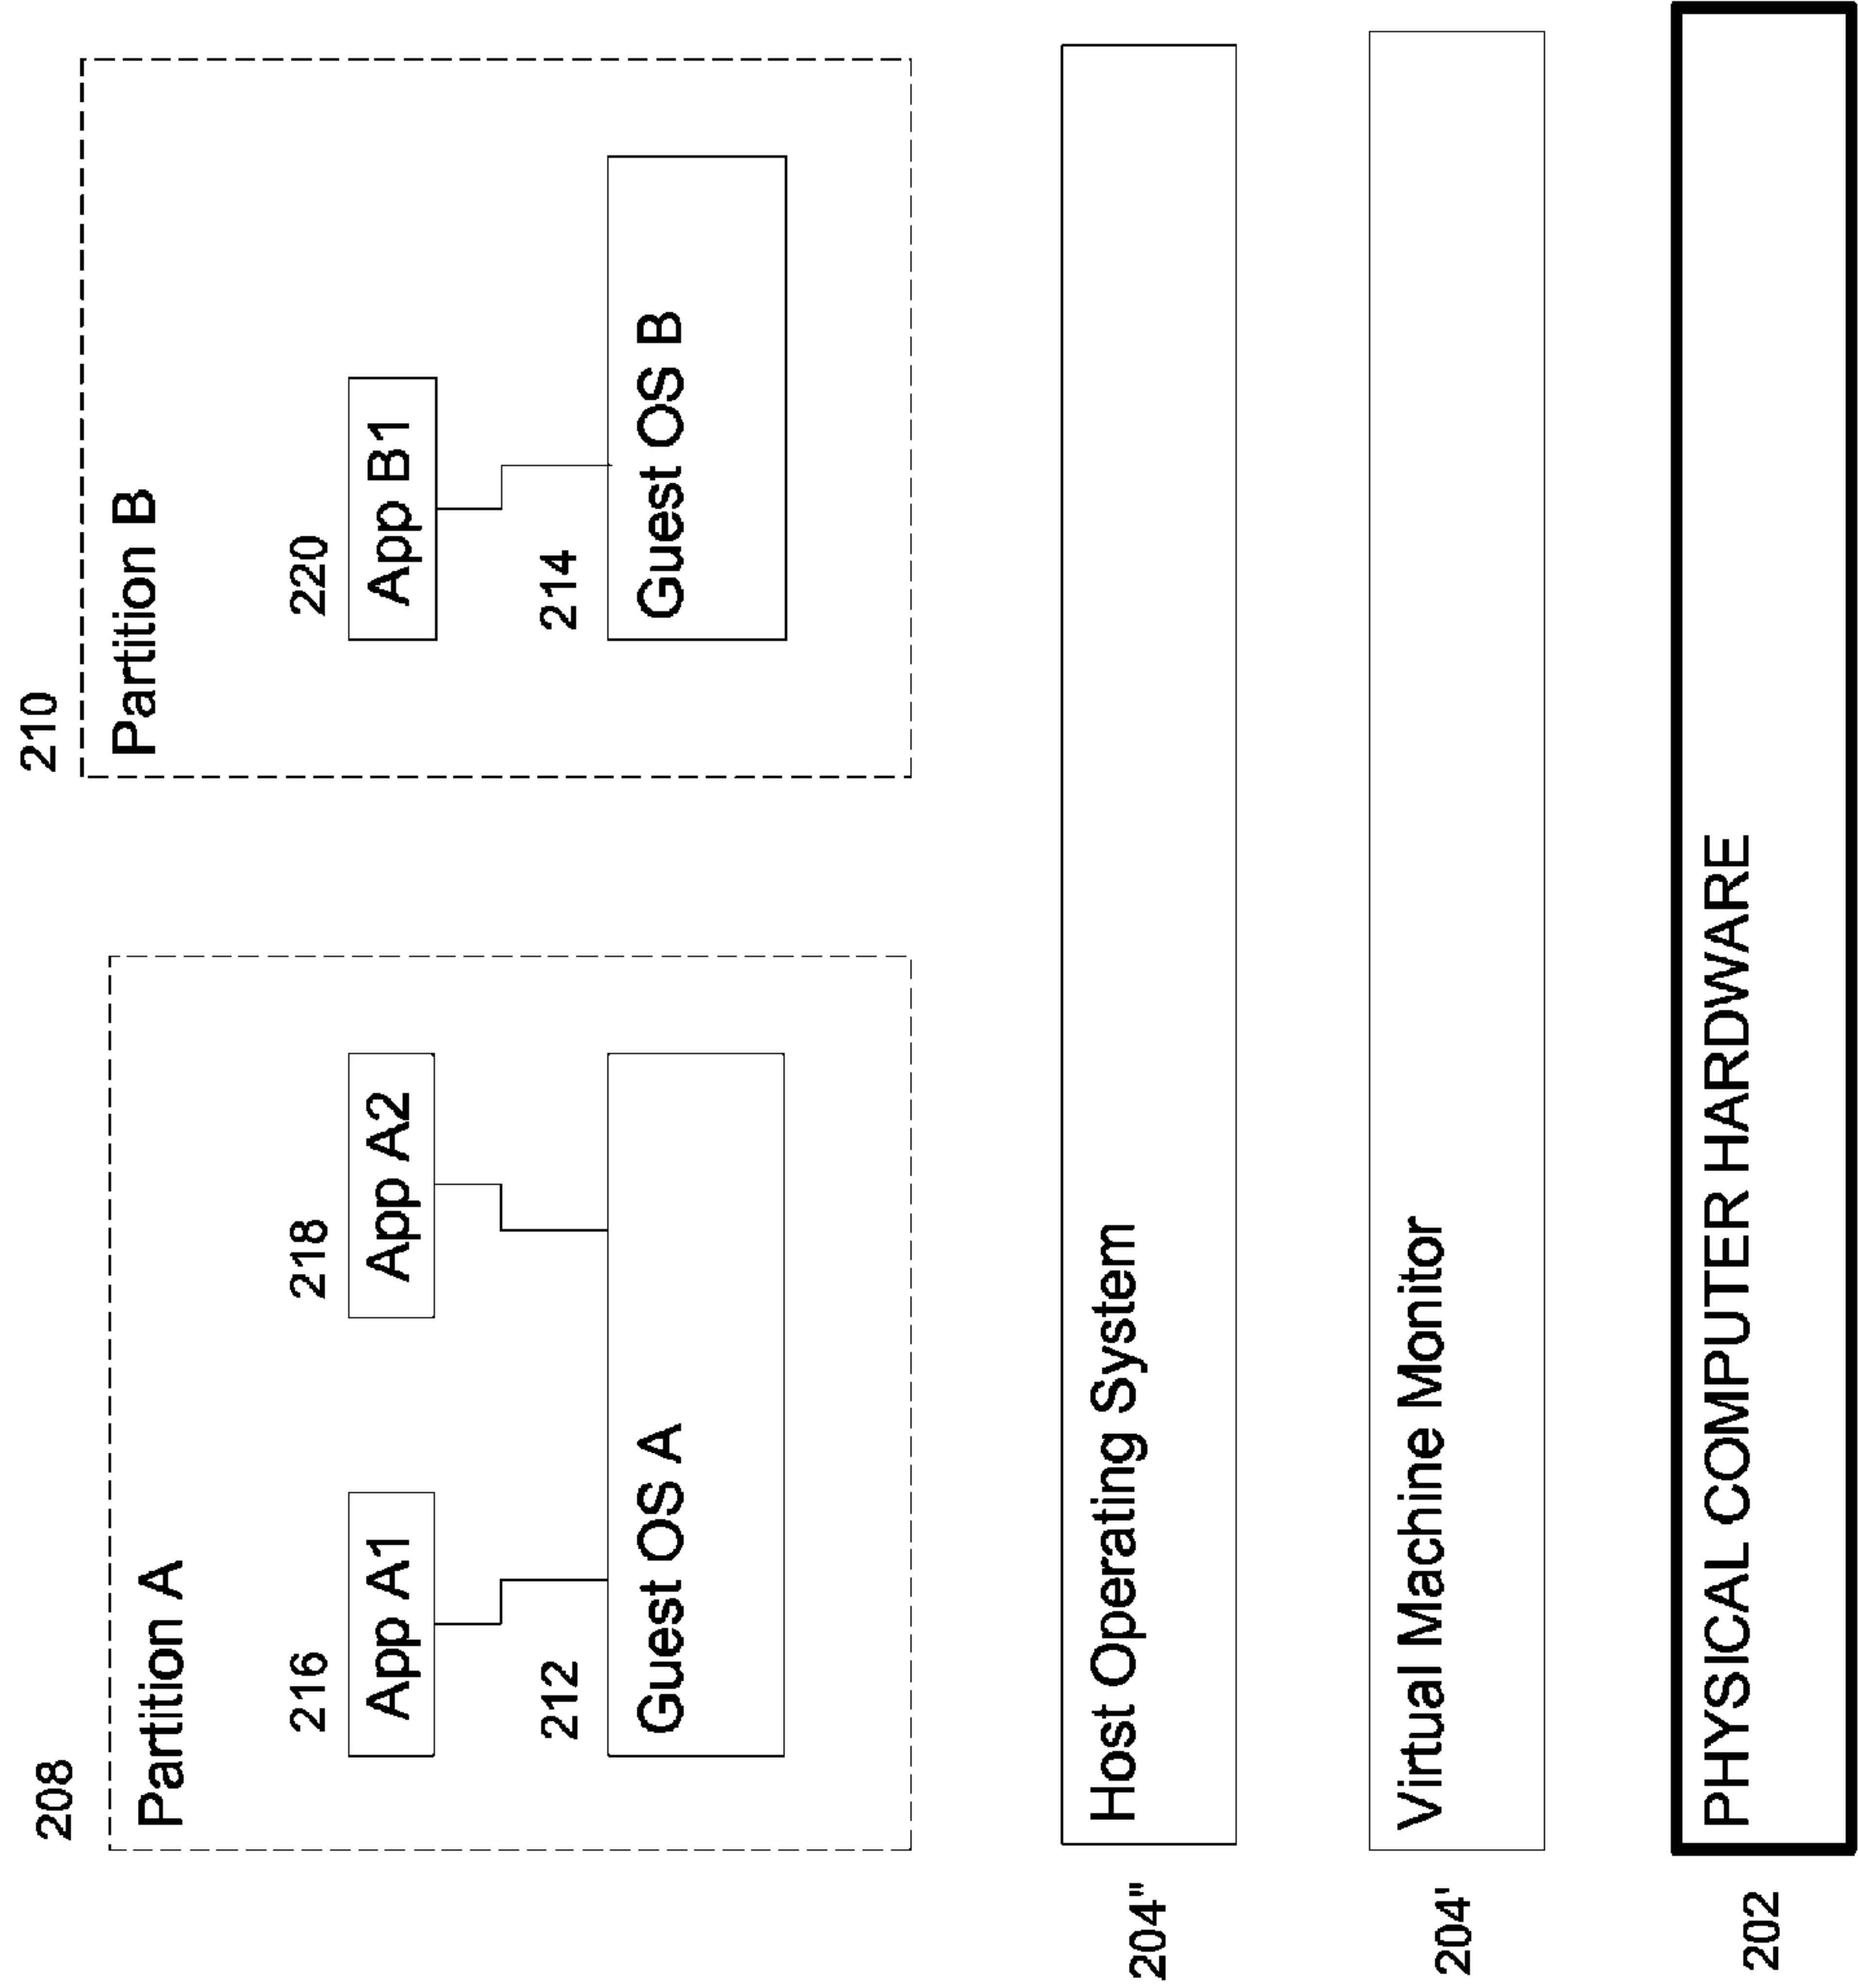 208
210
Partition A
Partition B
216
218
220
App A1
App A2
App B1
212
214
Guest OS A
Guest OS B
204"
Host Operating System
204'
Virtual Machine Monitor
202
PHYSICAL COMPUTER HARDWARE